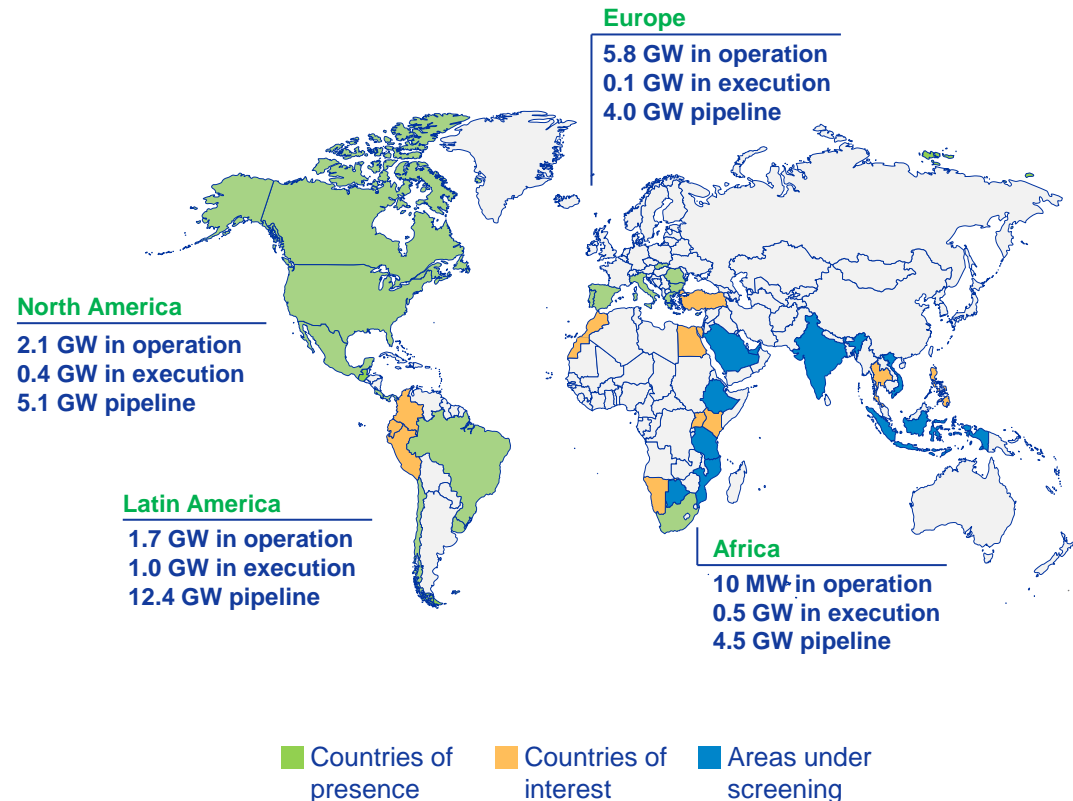 Europe
5.8 GW in operation
0.1 GW in execution
4.0 GW pipeline
North America
2.1 GW in operation
0.4 GW in execution
5.1 GW pipeline
Latin America
1.7 GW in operation
1.0 GW in execution
12.4 GW pipeline
Africa
10 MW in operation
0.5 GW in execution
4.5 GW pipeline
Countries of
presence
Countries of
interest
Areas under
screening